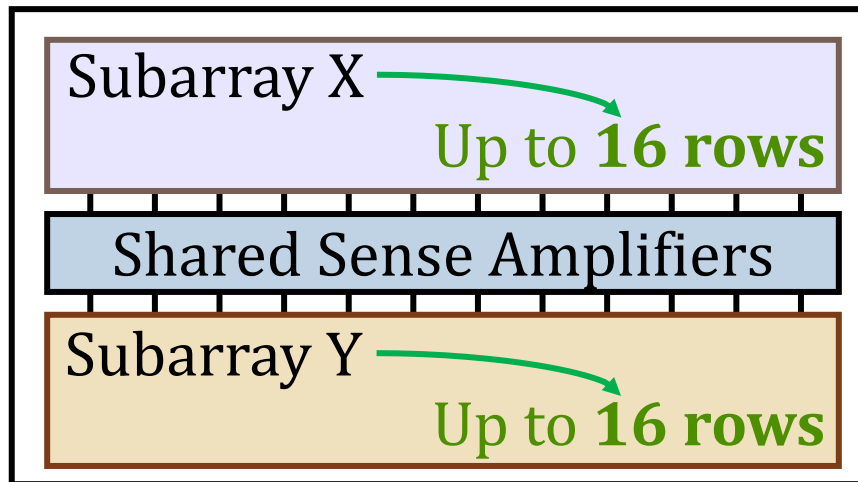 Subarray X
Up to 16 rows
Shared Sense Amplifiers
Subarray Y
Up to 16 rows